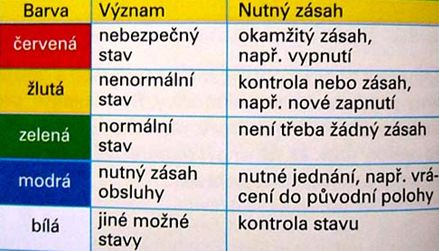 Barva Význam Nutný zásah
červená nebezpečný stav okamžitý zásah, např. vypnutí
žlutá nenormální stav kontrola nebo zásah, např. nové zapnutí
zelená normální stav není třeba žádný zásah
modrá nutný zásah obsluhy nutné jednání, např. vrácení do původní polohy
bílá jiné možné stavy kontrola stavu